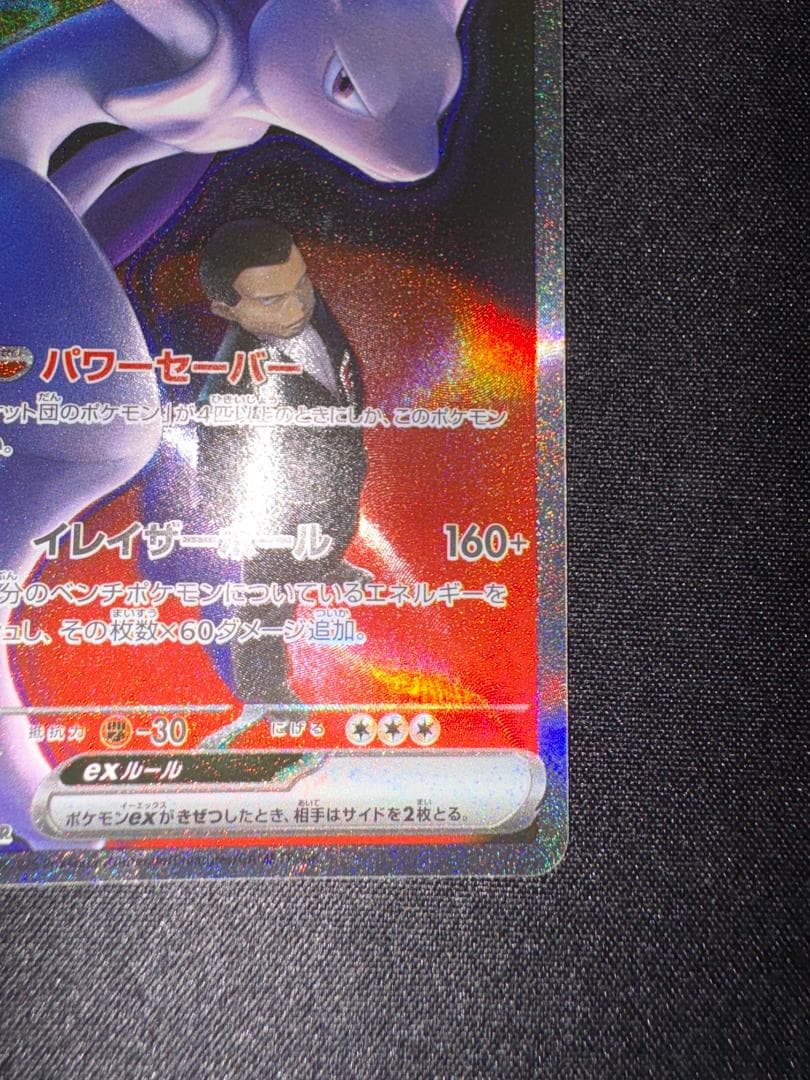 パワーセーバー
ケット団のポケモン」が4匹以上のときにしか、このポケモン
い。
イレイザーボール 160+
分のベンチポケモンについているエネルギーを
シュし、その枚数×60ダメージ追加。
抵抗力 -30 にげる
exルール
ポケモンexがきぜつしたとき、相手はサイドを2枚とる。